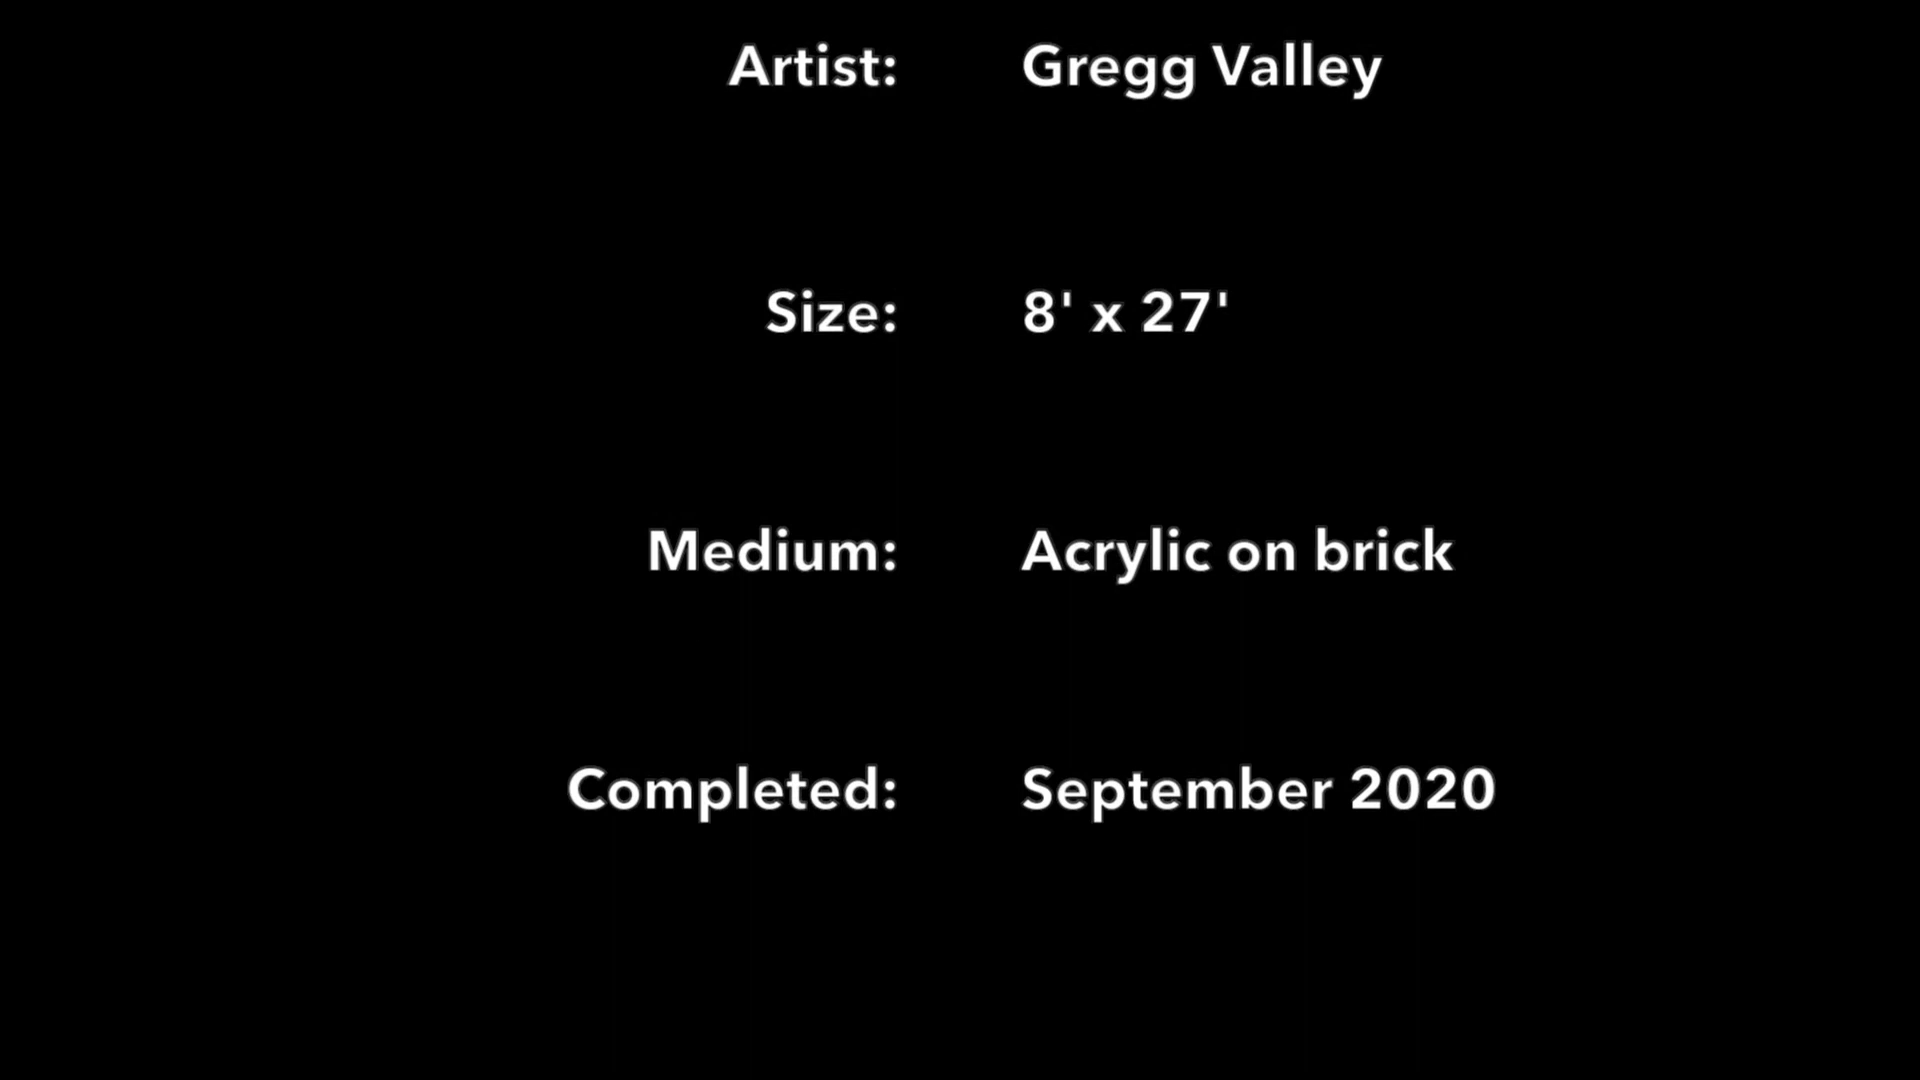 Artist: Gregg Valley
Size: 8' x 27'
Medium: Acrylic on brick
Completed: September 2020